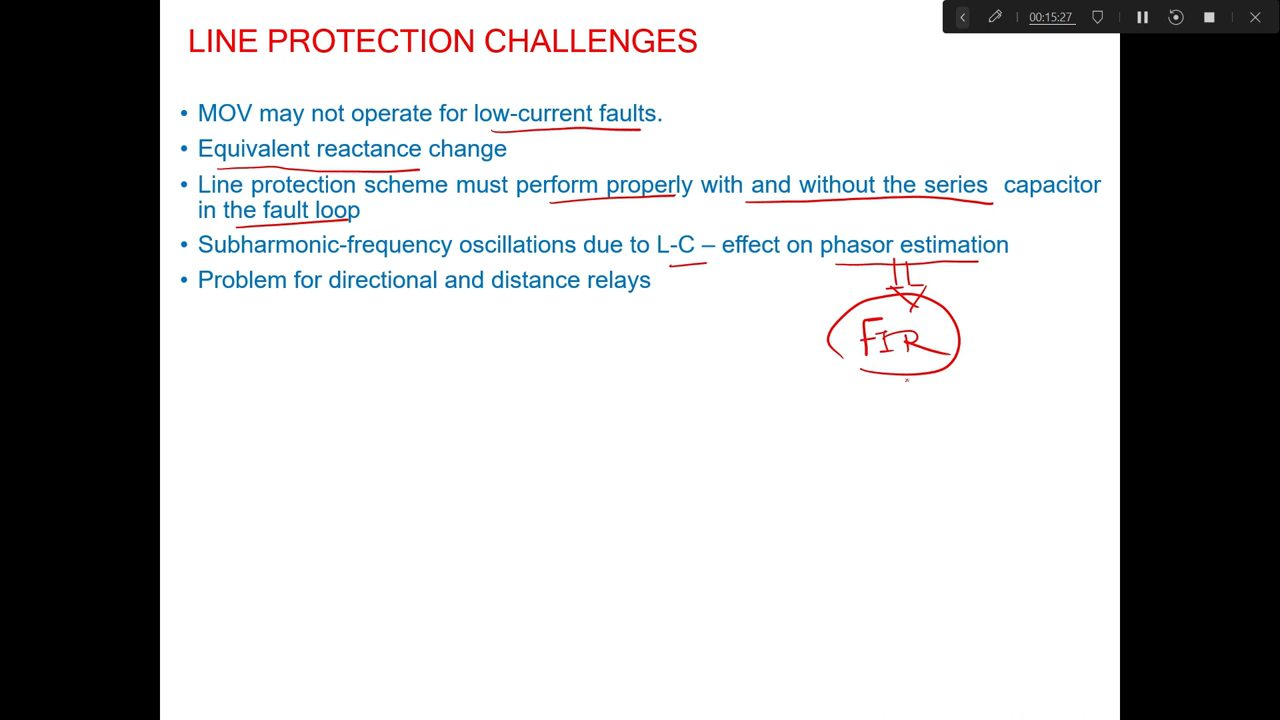 00:15:27
LINE PROTECTION CHALLENGES
• MOV may not operate for low-current faults.
• Equivalent reactance change
• Line protection scheme must perform properly with and without the series capacitor
in the fault loop
• Subharmonic-frequency oscillations due to L-C – effect on phasor estimation
• Problem for directional and distance relays
FIR